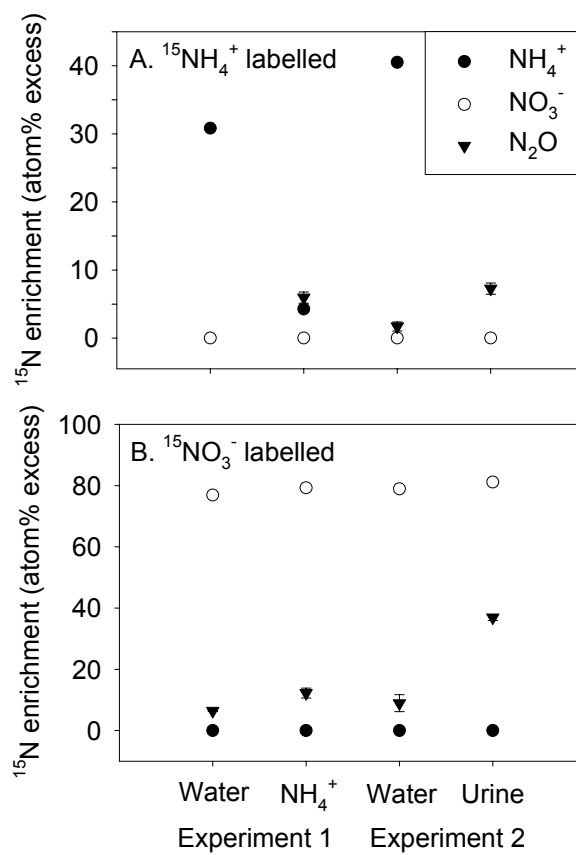 A. ¹⁵NH₄⁺ labelled
NH₄⁺
NO₃⁻
N₂O
¹⁵N enrichment (atom% excess)
40
30
20
10
0
B. ¹⁵NO₃⁻ labelled
¹⁵N enrichment (atom% excess)
100
80
60
40
20
0
Water NH₄⁺ Water Urine
Experiment 1 Experiment 2